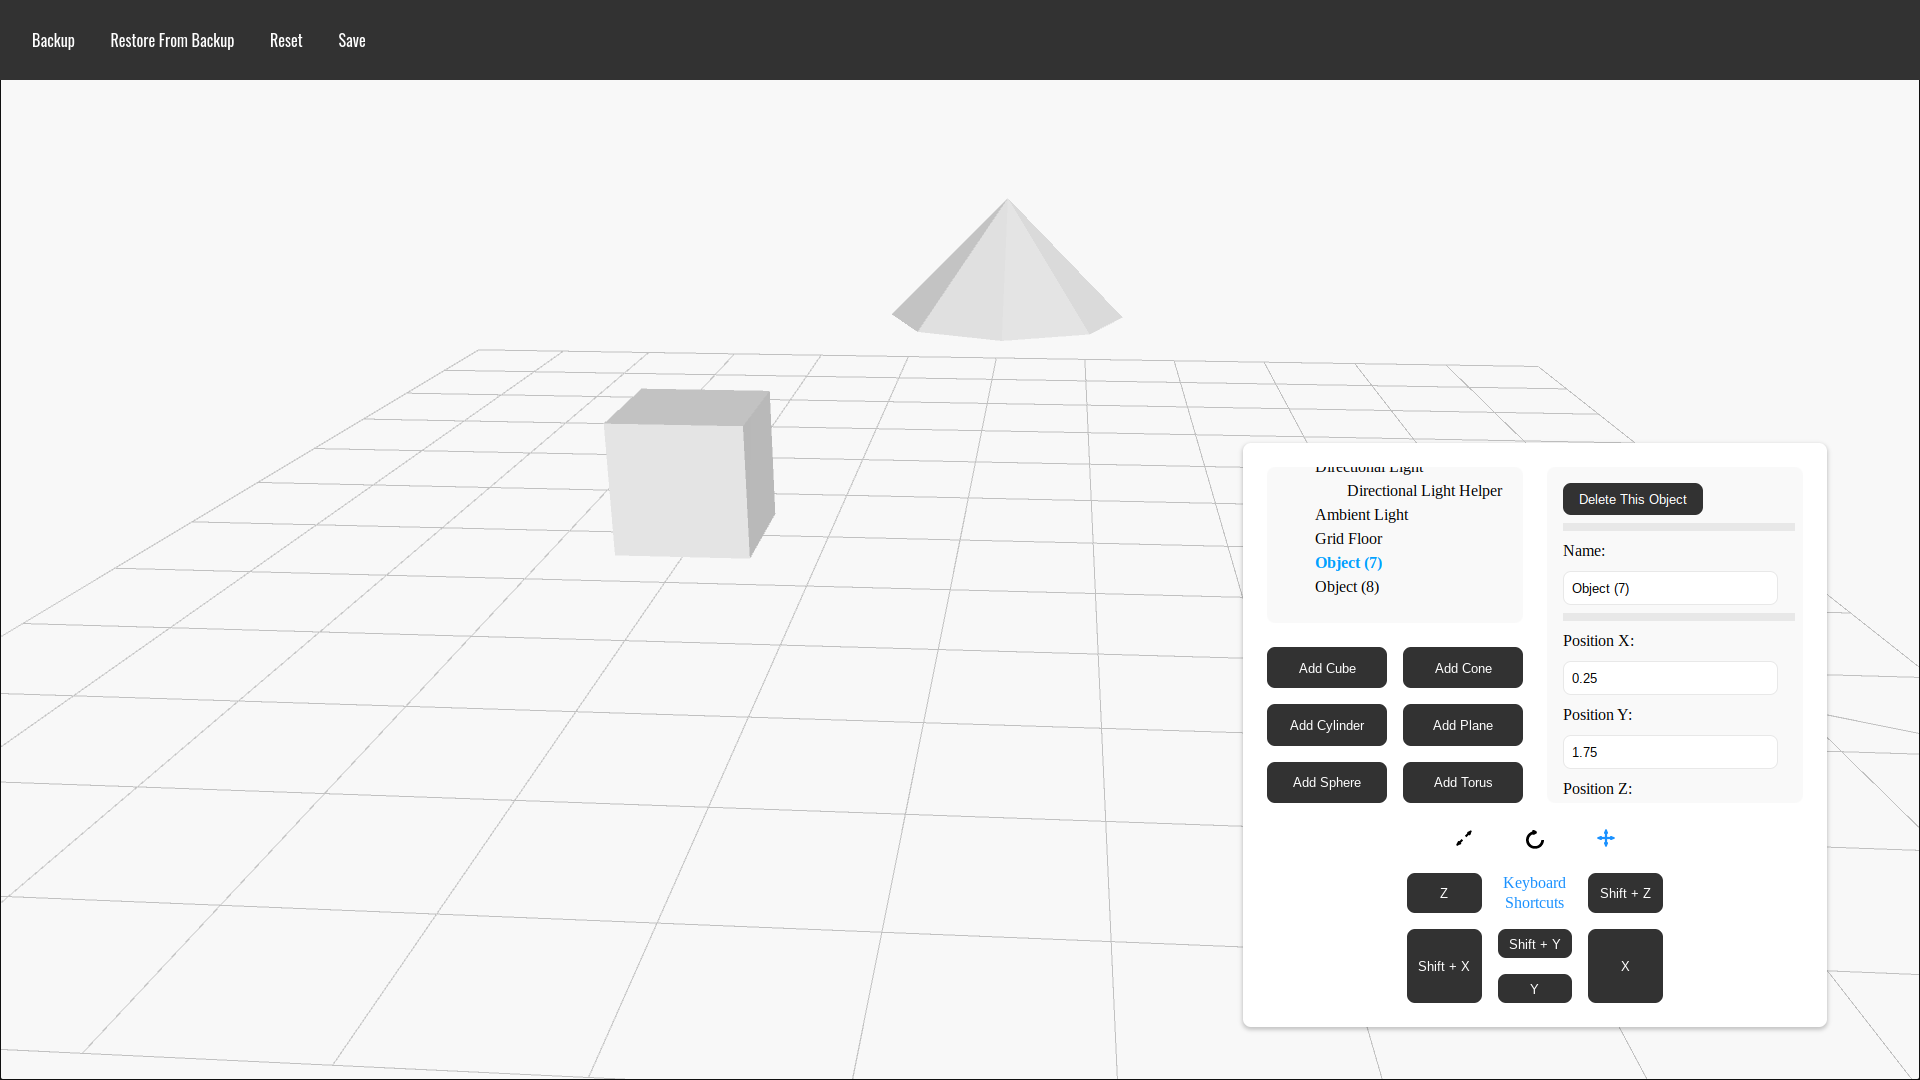 Backup
Restore From Backup
Reset
Save
Directional Light
Directional Light Helper
Ambient Light
Grid Floor
Object (7)
Object (8)
Add Cube
Add Cone
Add Cylinder
Add Plane
Add Sphere
Add Torus
Delete This Object
Name:
Object (7)
Position X:
0.25
Position Y:
1.75
Position Z:
Z
Keyboard
Shortcuts
Shift + Z
Shift + X
Shift + Y
Y
X